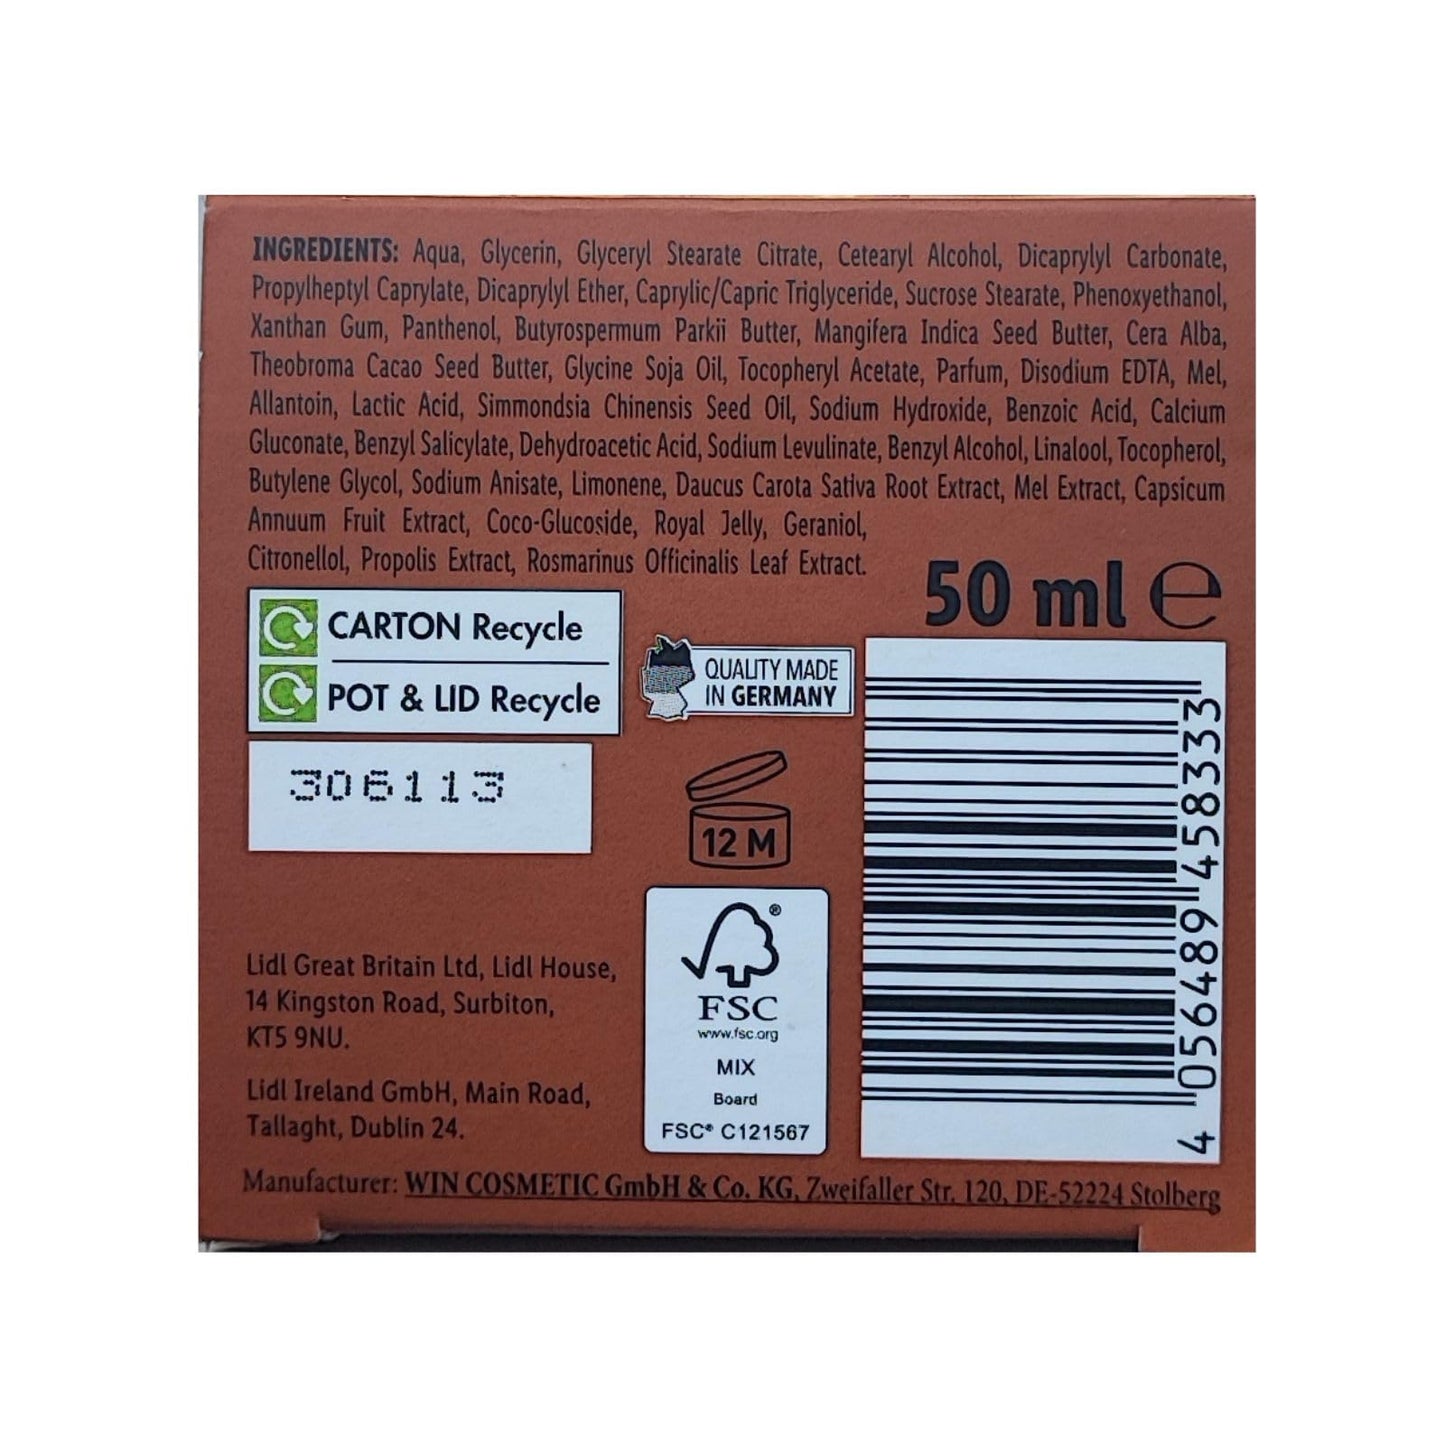 INGREDIENTS: Aqua, Glycerin, Glyceryl Stearate Citrate, Cetearyl Alcohol, Dicaprylyl Carbonate,
Propylheptyl Caprylate, Dicaprylyl Ether, Caprylic/Capric Triglyceride, Sucrose Stearate, Phenoxyethanol,
Xanthan Gum, Panthenol, Butyrospermum Parkii Butter, Mangifera Indica Seed Butter, Cera Alba,
Theobroma Cacao Seed Butter, Glycine Soja Oil, Tocopheryl Acetate, Parfum, Disodium EDTA, Mel,
Allantoin, Lactic Acid, Simmondsia Chinensis Seed Oil, Sodium Hydroxide, Benzoic Acid, Calcium
Gluconate, Benzyl Salicylate, Dehydroacetic Acid, Sodium Levulinate, Benzyl Alcohol, Linalool, Tocopherol,
Butylene Glycol, Sodium Anisate, Limonene, Daucus Carota Sativa Root Extract, Mel Extract, Capsicum
Annuum Fruit Extract, Coco-Glucoside, Royal Jelly, Geraniol,
Citronellol, Propolis Extract, Rosmarinus Officinalis Leaf Extract.
50 ml ℮
CARTON Recycle
POT & LID Recycle
QUALITY MADE
IN GERMANY
306113
12 M
4 056489 458333
FSC®
www.fsc.org
MIX
Board
FSC® C121567
Lidl Great Britain Ltd, Lidl House,
14 Kingston Road, Surbiton,
KT5 9NU.
Lidl Ireland GmbH, Main Road,
Tallaght, Dublin 24.
Manufacturer: WIN COSMETIC GmbH & Co. KG, Zweifaller Str. 120, DE-52224 Stolberg